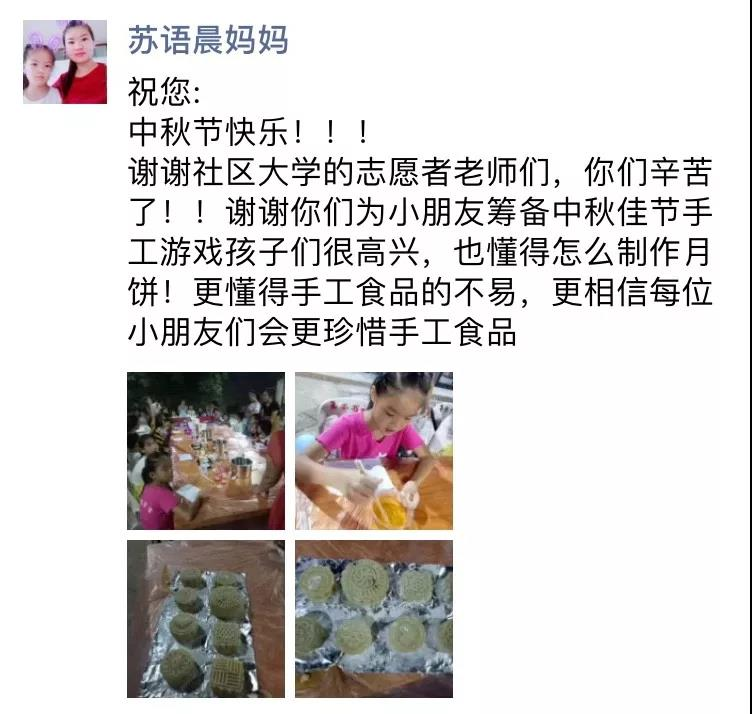 苏语晨妈妈
祝您:
中秋节快乐！！！
谢谢社区大学的志愿者老师们，你们辛苦
了！！谢谢你们为小朋友筹备中秋佳节手
工游戏孩子们很高兴，也懂得怎么制作月
饼！更懂得手工食品的不易，更相信每位
小朋友们会更珍惜手工食品